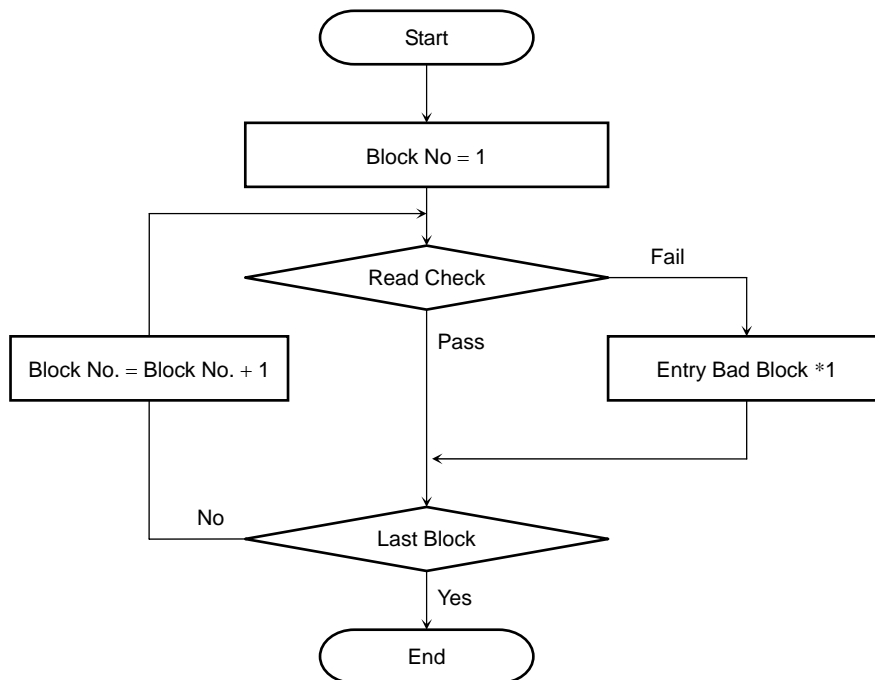 Start
Block No = 1
Read Check
Fail
Pass
Block No. = Block No. + 1
Entry Bad Block *1
No
Last Block
Yes
End